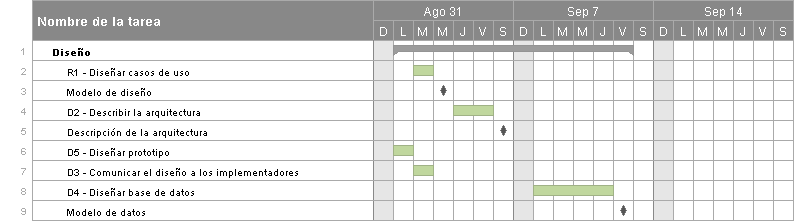 Nombre de la tarea
Ago 31 Sep 7 Sep 14
D L M M J V S D L M M J V S D L M M J V S
1 Diseño
2 R1 - Diseñar casos de uso
3 Modelo de diseño
4 D2 - Describir la arquitectura
5 Descripción de la arquitectura
6 D5 - Diseñar prototipo
7 D3 - Comunicar el diseño a los implementadores
8 D4 - Diseñar base de datos
9 Modelo de datos